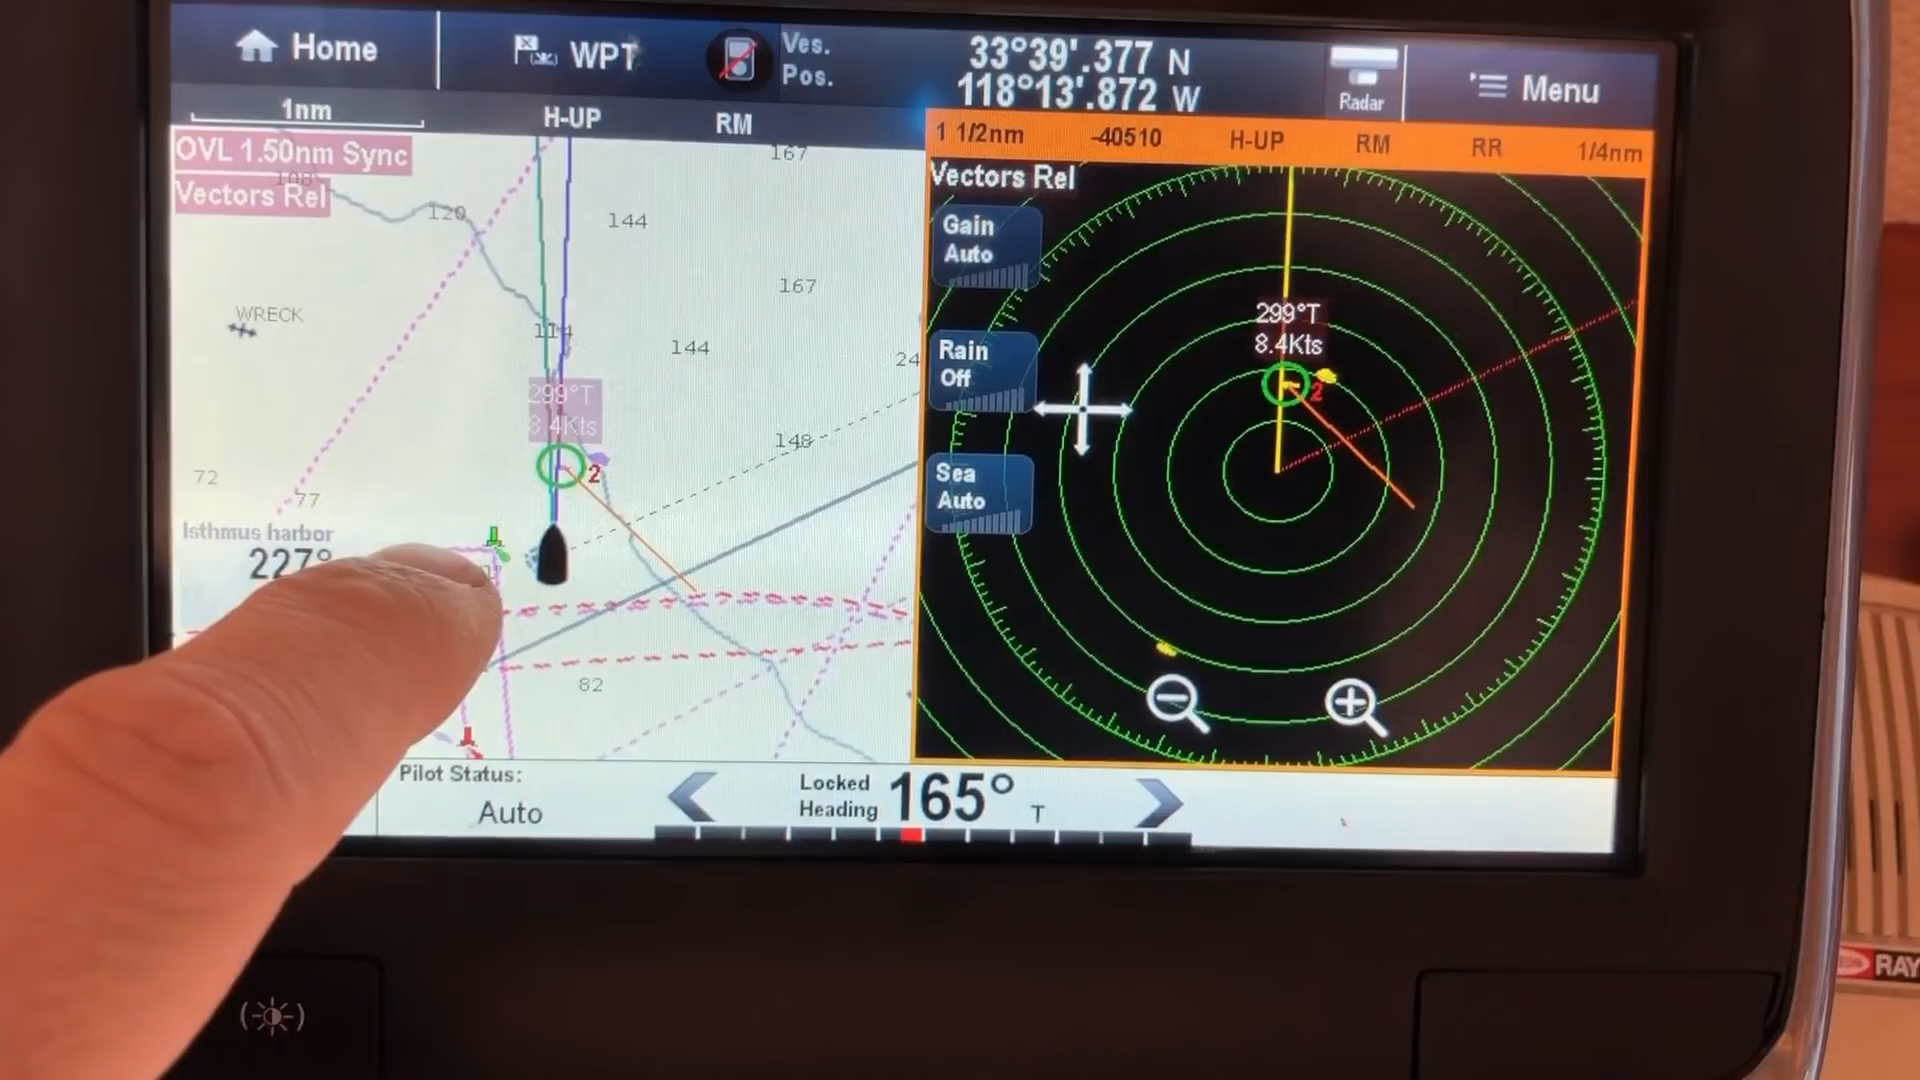 Home
WPT
Ves.
Pos.
33°39'.377 N
118°13'.872 W
Radar
Menu
1nm
H-UP
RM
OVL 1.50nm Sync
Vectors Rel
108
120
144
167
WRECK
167
114
144
24
299°T
8.4Kts
148
2
72
77
Isthmus harbor
227°
82
1 1/2nm
-40510
H-UP
RM
RR
1/4nm
Vectors Rel
Gain
Auto
299°T
8.4Kts
Rain
Off
2
Sea
Auto
Pilot Status:
Auto
Locked
Heading
165° T
RAY